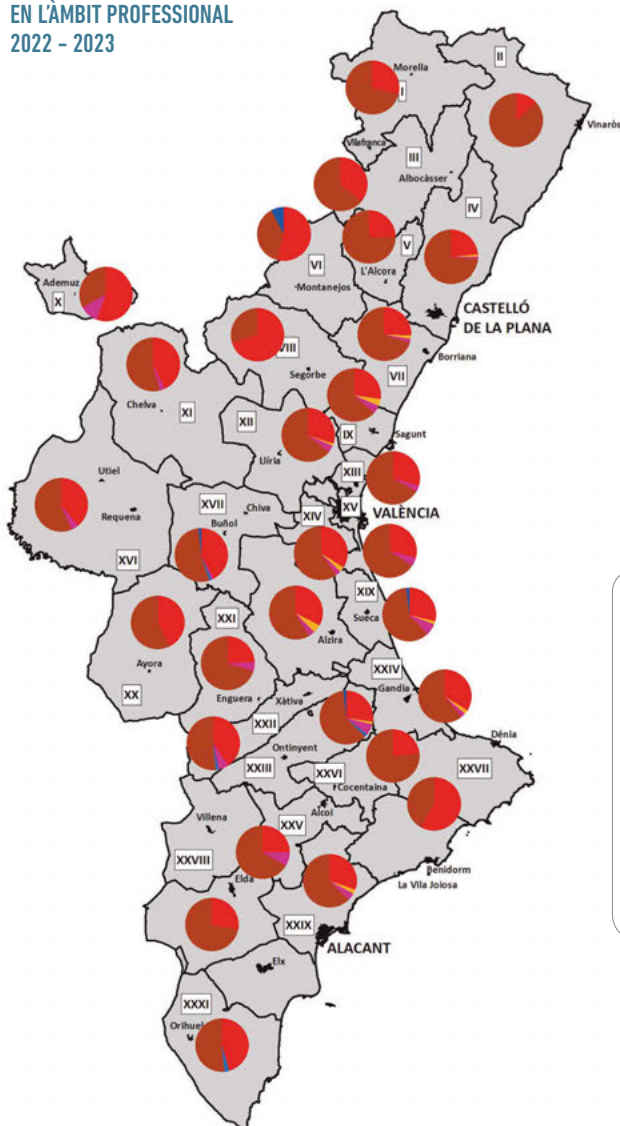 EN L'ÀMBIT PROFESSIONAL
2022 - 2023
II
Morella
I
Vinaròs
Vilafranca
III
Albocàsser
IV
V
VI
L'Alcora
Ademuz
X
Montanejos
CASTELLÓ
DE LA PLANA
VIII
Borriana
Segorbe
VII
Chelva
XI
XII
IX
Sagunt
Llíria
XIII
Utiel
XVII
Chiva
XV
VALÈNCIA
Requena
Buñol
XIV
XVI
XIX
XXI
Sueca
Alzira
Ayora
XXIV
XX
Enguera
Xàtiva
Gandia
XXII
Dénia
Ontinyent
XXIII
XXVI
XXVII
Cocentaina
Villena
XXV
Alcoi
XXVIII
Benidorm
Elda
La Vila Joiosa
XXIX
ALACANT
Elx
XXXI
Orihuel